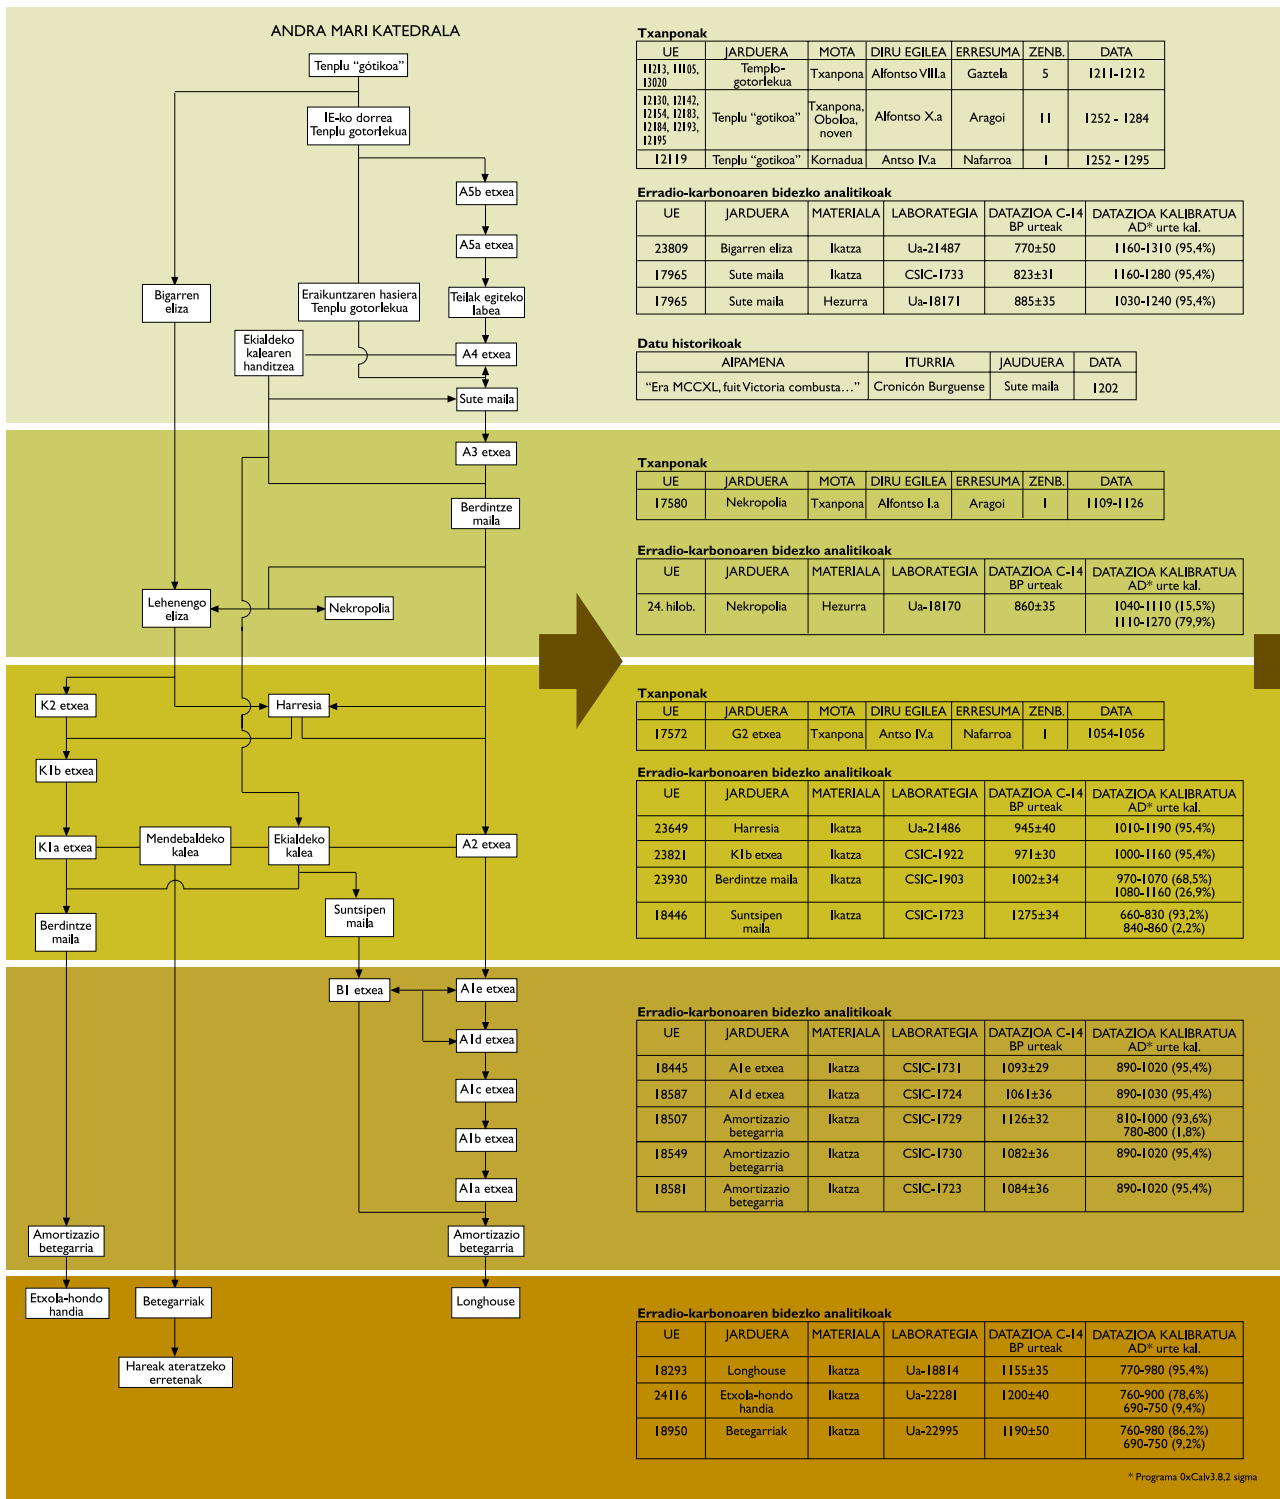 ANDRA MARI KATEDRALA
Tenplu “gótikoa”
IE-ko dorrea
Tenplu gotorlekua
A5b etxea
A5a etxea
Bigarren
eliza
Eraikuntzaren hasiera
Tenplu gotorlekua
Teilak egiteko
labea
Ekialdeko
kalearen
handitzea
A4 etxea
Sute maila
Txanponak
UE JARDUERA MOTA DIRU EGILEA ERRESUMA ZENB. DATA
11213, 11105,
13020
Templo-
gotorlekua
Txanpona Alfontso VIII.a Gaztela 5 1211-1212
12130, 12142,
12154, 12183,
12184, 12193,
12195
Tenplu “gotikoa”
Txanpona,
Oboloa,
noven
Alfontso X.a Aragoi 11 1252 - 1284
12119 Tenplu “gotikoa” Kornadua Antso IV.a Nafarroa 1 1252 - 1295
Erradio-karbonoaren bidezko analitikoak
UE JARDUERA MATERIALA LABORATEGIA DATAZIOA C-14 DATAZIOA KALIBRATUA
BP urteak AD* urte kal.
23809 Bigarren eliza Ikatza Ua-21487 770±50 1160-1310 (95,4%)
17965 Sute maila Ikatza CSIC-1733 823±31 1160-1280 (95,4%)
17965 Sute maila Hezurra Ua-18171 885±35 1030-1240 (95,4%)
Datu historikoak
AIPAMENA ITURRIA JAUDUERA DATA
“Era MCCXL, fuit Victoria combusta…” Cronicón Burguense Sute maila 1202
A3 etxea
Berdintze
maila
Lehenengo
eliza
Nekropolia
Txanponak
UE JARDUERA MOTA DIRU EGILEA ERRESUMA ZENB. DATA
17580 Nekropolia Txanpona Alfontso I.a Aragoi 1 1109-1126
Erradio-karbonoaren bidezko analitikoak
UE JARDUERA MATERIALA LABORATEGIA DATAZIOA C-14 DATAZIOA KALIBRATUA
BP urteak AD* urte kal.
24. hilob. Nekropolia Hezurra Ua-18170 860±35 1040-1110 (15,5%)
1110-1270 (79,9%)
K2 etxea
Harresia
K1b etxea
K1a etxea
Mendebaldeko
kalea
Ekialdeko
kalea
A2 etxea
Suntsipen
maila
Berdintze
maila
Txanponak
UE JARDUERA MOTA DIRU EGILEA ERRESUMA ZENB. DATA
17572 G2 etxea Txanpona Antso IV.a Nafarroa 1 1054-1056
Erradio-karbonoaren bidezko analitikoak
UE JARDUERA MATERIALA LABORATEGIA DATAZIOA C-14 DATAZIOA KALIBRATUA
BP urteak AD* urte kal.
23649 Harresia Ikatza Ua-21486 945±40 1010-1190 (95,4%)
23821 K1b etxea Ikatza CSIC-1922 971±30 1000-1160 (95,4%)
23930 Berdintze maila Ikatza CSIC-1903 1002±34 970-1070 (68,5%)
1080-1160 (26,9%)
18446 Suntsipen
maila
Ikatza CSIC-1723 1275±34 660-830 (93,2%)
840-860 (2,2%)
B1 etxea
A1e etxea
A1d etxea
A1c etxea
A1b etxea
A1a etxea
Amortizazio
betegarria
Amortizazio
betegarria
Erradio-karbonoaren bidezko analitikoak
UE JARDUERA MATERIALA LABORATEGIA DATAZIOA C-14 DATAZIOA KALIBRATUA
BP urteak AD* urte kal.
18445 A1e etxea Ikatza CSIC-1731 1093±29 890-1020 (95,4%)
18587 A1d etxea Ikatza CSIC-1724 1061±36 890-1030 (95,4%)
18507 Amortizazio
betegarria
Ikatza CSIC-1729 1126±32 810-1000 (93,6%)
780-800 (1,8%)
18549 Amortizazio
betegarria
Ikatza CSIC-1730 1082±36 890-1020 (95,4%)
18581 Amortizazio
betegarria
Ikatza CSIC-1723 1084±36 890-1020 (95,4%)
Etxola-hondo
handia
Betegarriak
Longhouse
Hareak ateratzeko
erretenak
Erradio-karbonoaren bidezko analitikoak
UE JARDUERA MATERIALA LABORATEGIA DATAZIOA C-14 DATAZIOA KALIBRATUA
BP urteak AD* urte kal.
18293 Longhouse Ikatza Ua-18814 1155±35 770-980 (95,4%)
24116 Etxola-hondo
handia
Ikatza Ua-22281 1200±40 760-900 (78,6%)
690-750 (9,4%)
18950 Betegarriak Ikatza Ua-22995 1190±50 760-980 (86,2%)
690-750 (9,2%)
* Programa 0xCalv3.8,2 sigma